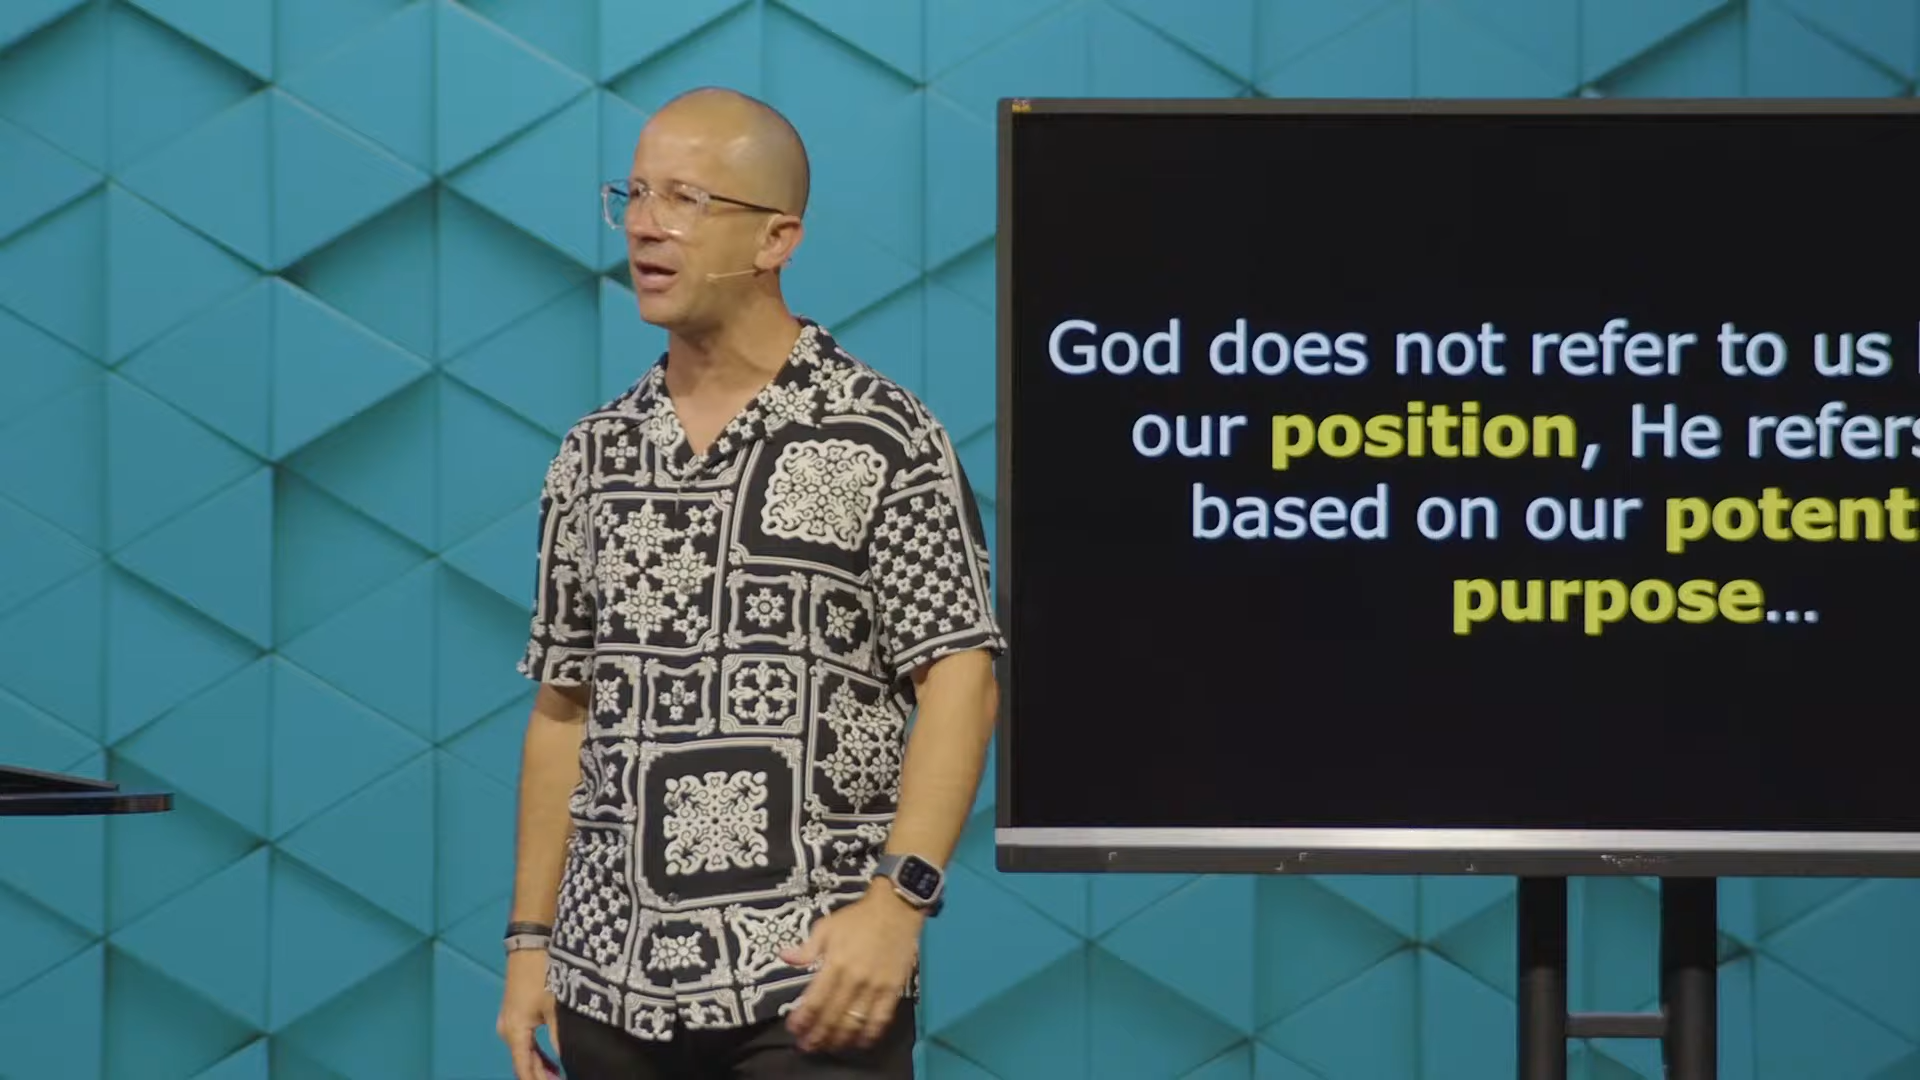 God does not refer to us
our position, He refers
based on our
purpose...